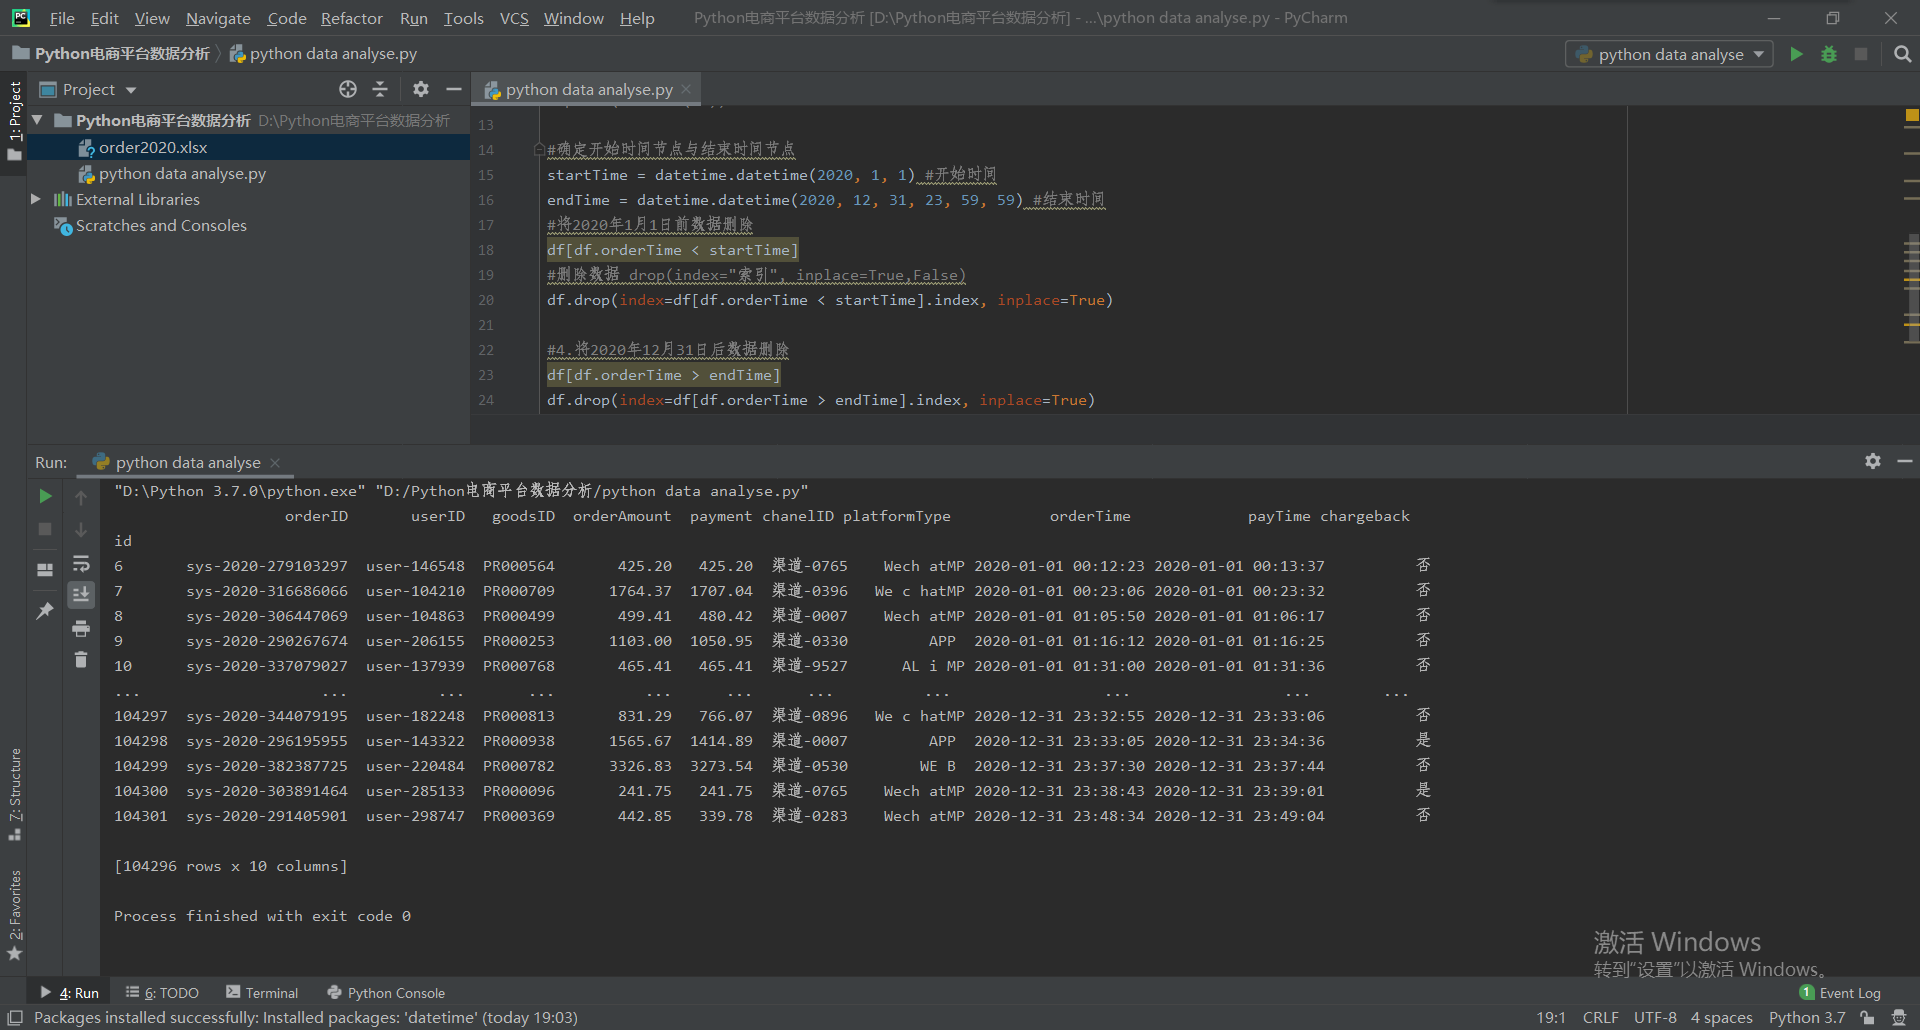 File Edit View Navigate Code Refactor Run Tools VCS Window Help Python电商平台数据分析 [D:\Python电商平台数据分析] - ...\python data analyse.py - PyCharm
Python电商平台数据分析 python data analyse.py python data analyse
1: Project
Project
python data analyse.py
Python电商平台数据分析 D:\Python电商平台数据分析
order2020.xlsx
python data analyse.py
External Libraries
Scratches and Consoles
13
14 #确定开始时间节点与结束时间节点
15 startTime = datetime.datetime(2020, 1, 1) #开始时间
16 endTime = datetime.datetime(2020, 12, 31, 23, 59, 59) #结束时间
17 #将2020年1月1日前数据删除
18 df[df.orderTime < startTime]
19 #删除数据 drop(index="索引", inplace=True,False)
20 df.drop(index=df[df.orderTime < startTime].index, inplace=True)
21
22 #4.将2020年12月31日后数据删除
23 df[df.orderTime > endTime]
24 df.drop(index=df[df.orderTime > endTime].index, inplace=True)
Run: python data analyse
"D:\Python 3.7.0\python.exe" "D:/Python电商平台数据分析/python data analyse.py"
orderID userID goodsID orderAmount payment chanelID platformType orderTime payTime chargeback
id
6 sys-2020-279103297 user-146548 PR000564 425.20 425.20 渠道-0765 Wech atMP 2020-01-01 00:12:23 2020-01-01 00:13:37 否
7 sys-2020-316686066 user-104210 PR000709 1764.37 1707.04 渠道-0396 We c hatMP 2020-01-01 00:23:06 2020-01-01 00:23:32 否
8 sys-2020-306447069 user-104863 PR000499 499.41 480.42 渠道-0007 Wech atMP 2020-01-01 01:05:50 2020-01-01 01:06:17 否
9 sys-2020-290267674 user-206155 PR000253 1103.00 1050.95 渠道-0330 APP 2020-01-01 01:16:12 2020-01-01 01:16:25 否
10 sys-2020-337079027 user-137939 PR000768 465.41 465.41 渠道-9527 AL i MP 2020-01-01 01:31:00 2020-01-01 01:31:36 否
... ... ... ... ... ... ... ... ... ... ...
104297 sys-2020-344079195 user-182248 PR000813 831.29 766.07 渠道-0896 We c hatMP 2020-12-31 23:32:55 2020-12-31 23:33:06 否
104298 sys-2020-296195955 user-143322 PR000938 1565.67 1414.89 渠道-0007 APP 2020-12-31 23:33:05 2020-12-31 23:34:36 是
104299 sys-2020-382387725 user-220484 PR000782 3326.83 3273.54 渠道-0530 WE B 2020-12-31 23:37:30 2020-12-31 23:37:44 否
104300 sys-2020-303891464 user-285133 PR000096 241.75 241.75 渠道-0765 Wech atMP 2020-12-31 23:38:43 2020-12-31 23:39:01 是
104301 sys-2020-291405901 user-298747 PR000369 442.85 339.78 渠道-0283 Wech atMP 2020-12-31 23:48:34 2020-12-31 23:49:04 否
[104296 rows x 10 columns]
Process finished with exit code 0
7: Structure
2: Favorites
激活 Windows
转到“设置”以激活 Windows。
4: Run 6: TODO Terminal Python Console 1 Event Log
Packages installed successfully: Installed packages: 'datetime' (today 19:03) 19:1 CRLF UTF-8 4 spaces Python 3.7